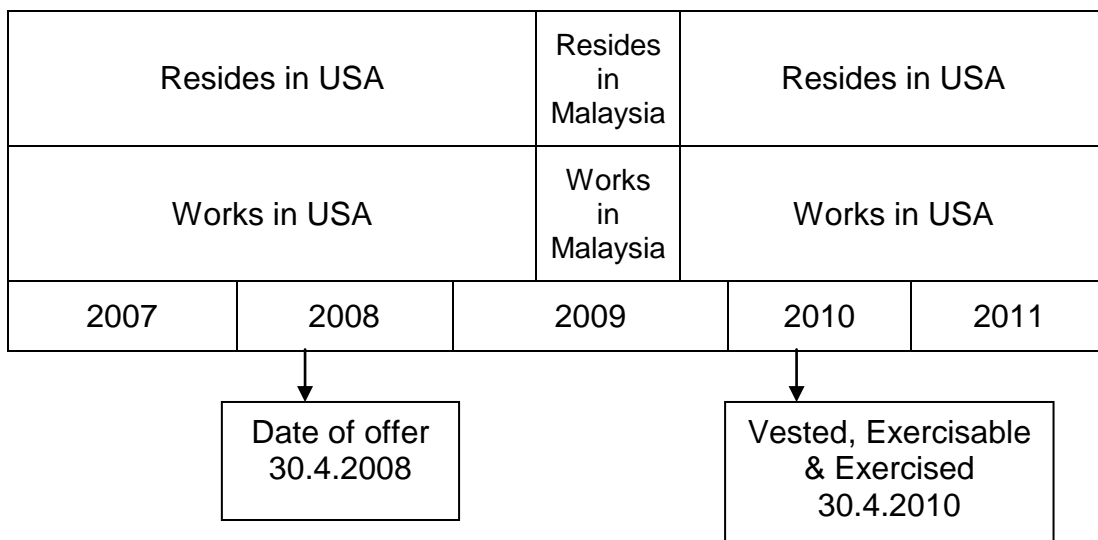 Resides in USA
Resides
in
Malaysia
Resides in USA
Works in USA
Works
in
Malaysia
Works in USA
2007
2008
2009
2010
2011
Date of offer
30.4.2008
Vested, Exercisable
& Exercised
30.4.2010